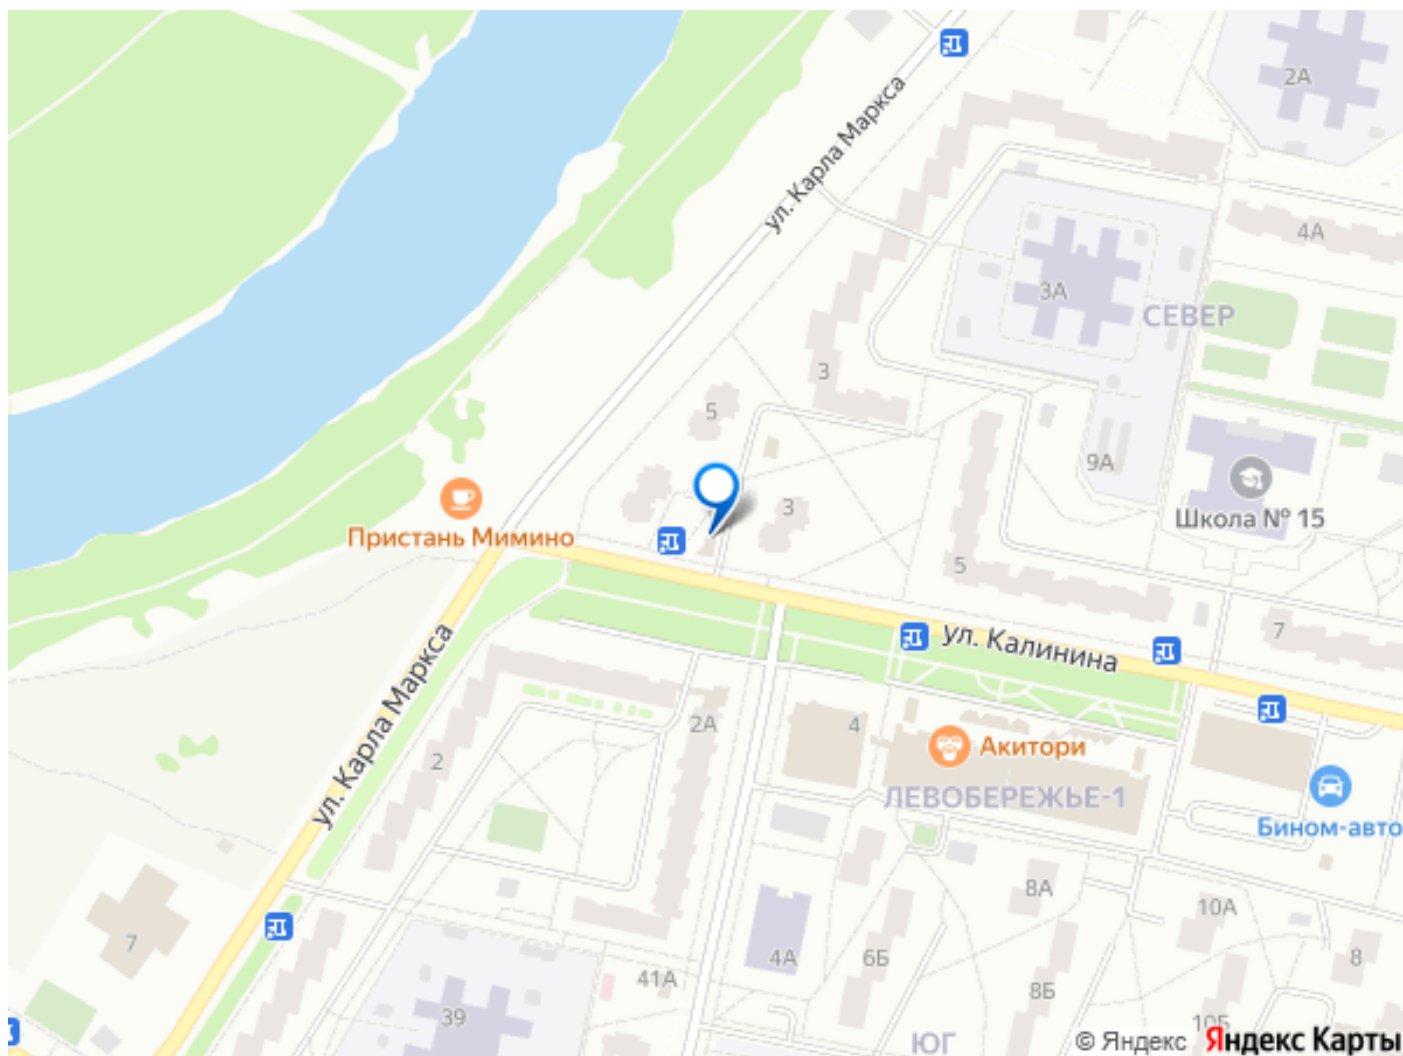 ул. Карла Маркса
2А
4А
3А
СЕВЕР
3
5
9А
Школа № 15
3
Пристань Мимино
5
ул. Калинина
7
ул. Карла Маркса
2А
4
Акитори
2
ЛЕВОБЕРЕЖЬЕ-1
Бином-авто
8А
10А
7
4А
6Б
8
41А
8Б
39
10Б
ЮГ
© Яндекс Яндекс Карты